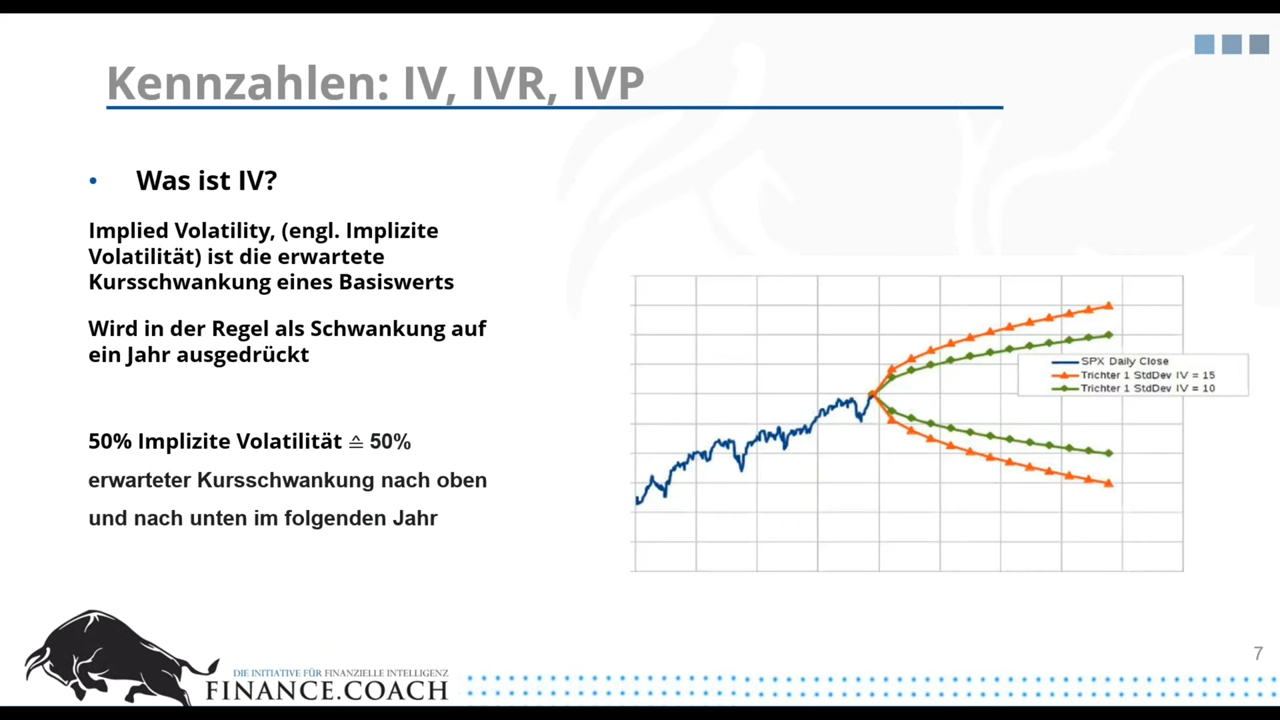 Kennzahlen: IV, IVR, IVP
• Was ist IV?
Implied Volatility, (engl. Implizite
Volatilität) ist die erwartete
Kursschwankung eines Basiswerts
Wird in der Regel als Schwankung auf
ein Jahr ausgedrückt
50% Implizite Volatilität ≙ 50%
erwarteter Kursschwankung nach oben
und nach unten im folgenden Jahr
SPX Daily Close
Trichter 1 StdDev IV = 15
Trichter 1 StdDev IV = 10
7
DIE INITIATIVE FÜR FINANZIELLE INTELLIGENZ
FINANCE.COACH